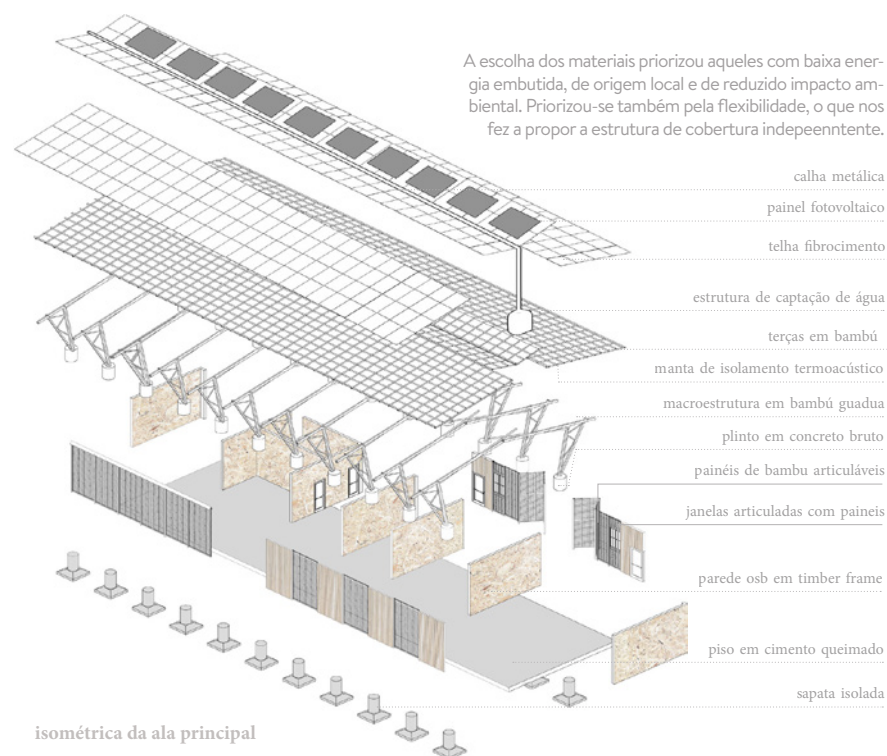 A escolha dos materiais priorizou aqueles com baixa ener-
gia embutida, de origem local e de reduzido impacto am-
biental. Priorizou-se também pela flexibilidade, o que nos
fez a propor a estrutura de cobertura indepeenntente.
calha metálica
painel fotovoltaico
telha fibrocimento
estrutura de captação de água
terças em bambú
manta de isolamento termoacústico
macroestrutura em bambú guadua
plinto em concreto bruto
painéis de bambu articuláveis
janelas articuladas com paineis
parede osb em timber frame
piso em cimento queimado
sapata isolada
isométrica da ala principal